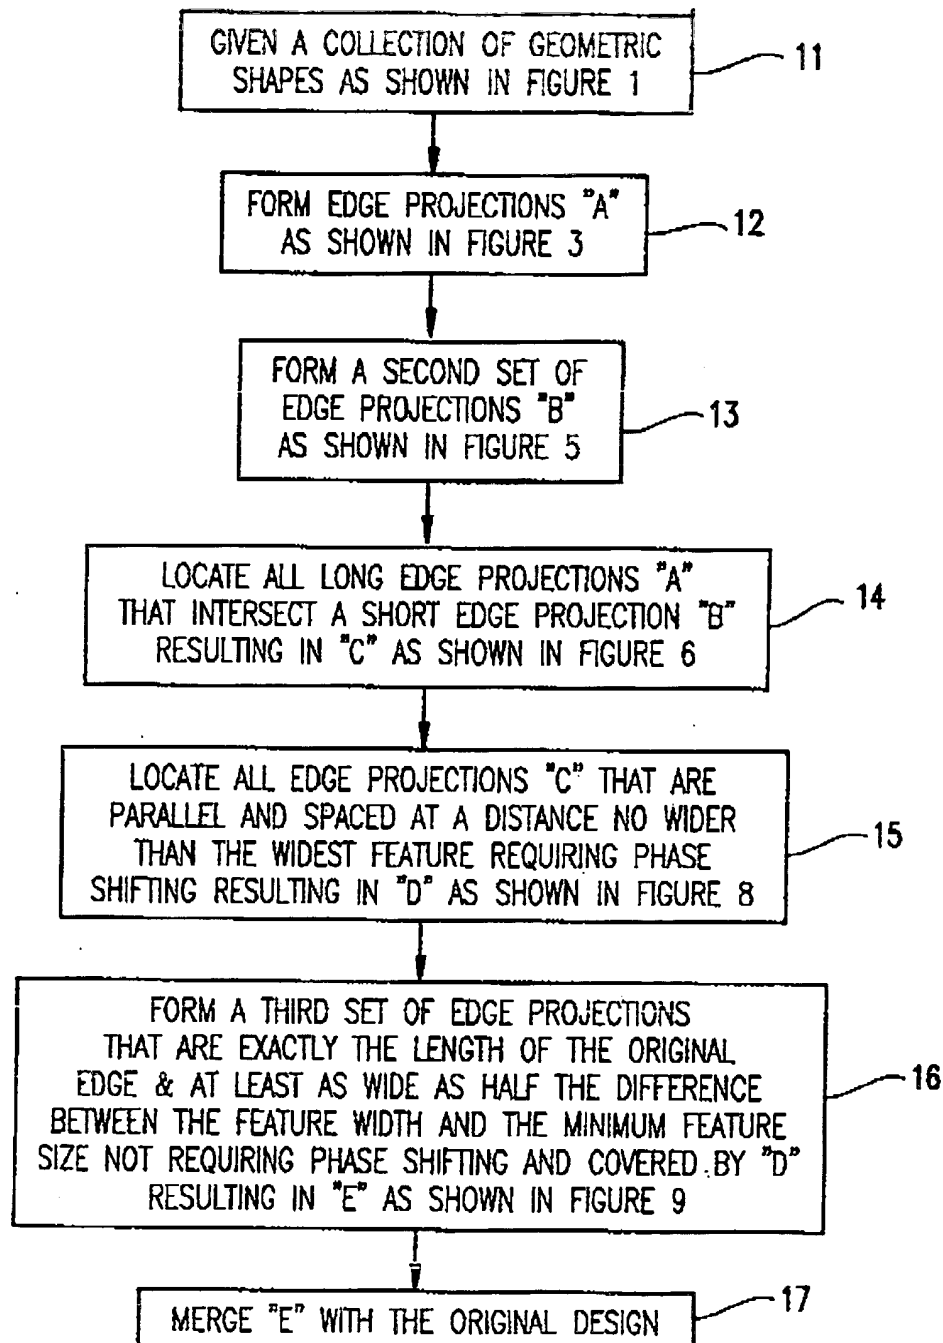 GIVEN A COLLECTION OF GEOMETRIC
SHAPES AS SHOWN IN FIGURE 1
11
FORM EDGE PROJECTIONS "A"
AS SHOWN IN FIGURE 3
12
FORM A SECOND SET OF
EDGE PROJECTIONS "B"
AS SHOWN IN FIGURE 5
13
LOCATE ALL LONG EDGE PROJECTIONS "A"
THAT INTERSECT A SHORT EDGE PROJECTION "B"
RESULTING IN "C" AS SHOWN IN FIGURE 6
14
LOCATE ALL EDGE PROJECTIONS "C" THAT ARE
PARALLEL AND SPACED AT A DISTANCE NO WIDER
THAN THE WIDEST FEATURE REQUIRING PHASE
SHIFTING RESULTING IN "D" AS SHOWN IN FIGURE 8
15
FORM A THIRD SET OF EDGE PROJECTIONS
THAT ARE EXACTLY THE LENGTH OF THE ORIGINAL
EDGE & AT LEAST AS WIDE AS HALF THE DIFFERENCE
BETWEEN THE FEATURE WIDTH AND THE MINIMUM FEATURE
SIZE NOT REQUIRING PHASE SHIFTING AND COVERED BY "D"
RESULTING IN "E" AS SHOWN IN FIGURE 9
16
MERGE "E" WITH THE ORIGINAL DESIGN
17